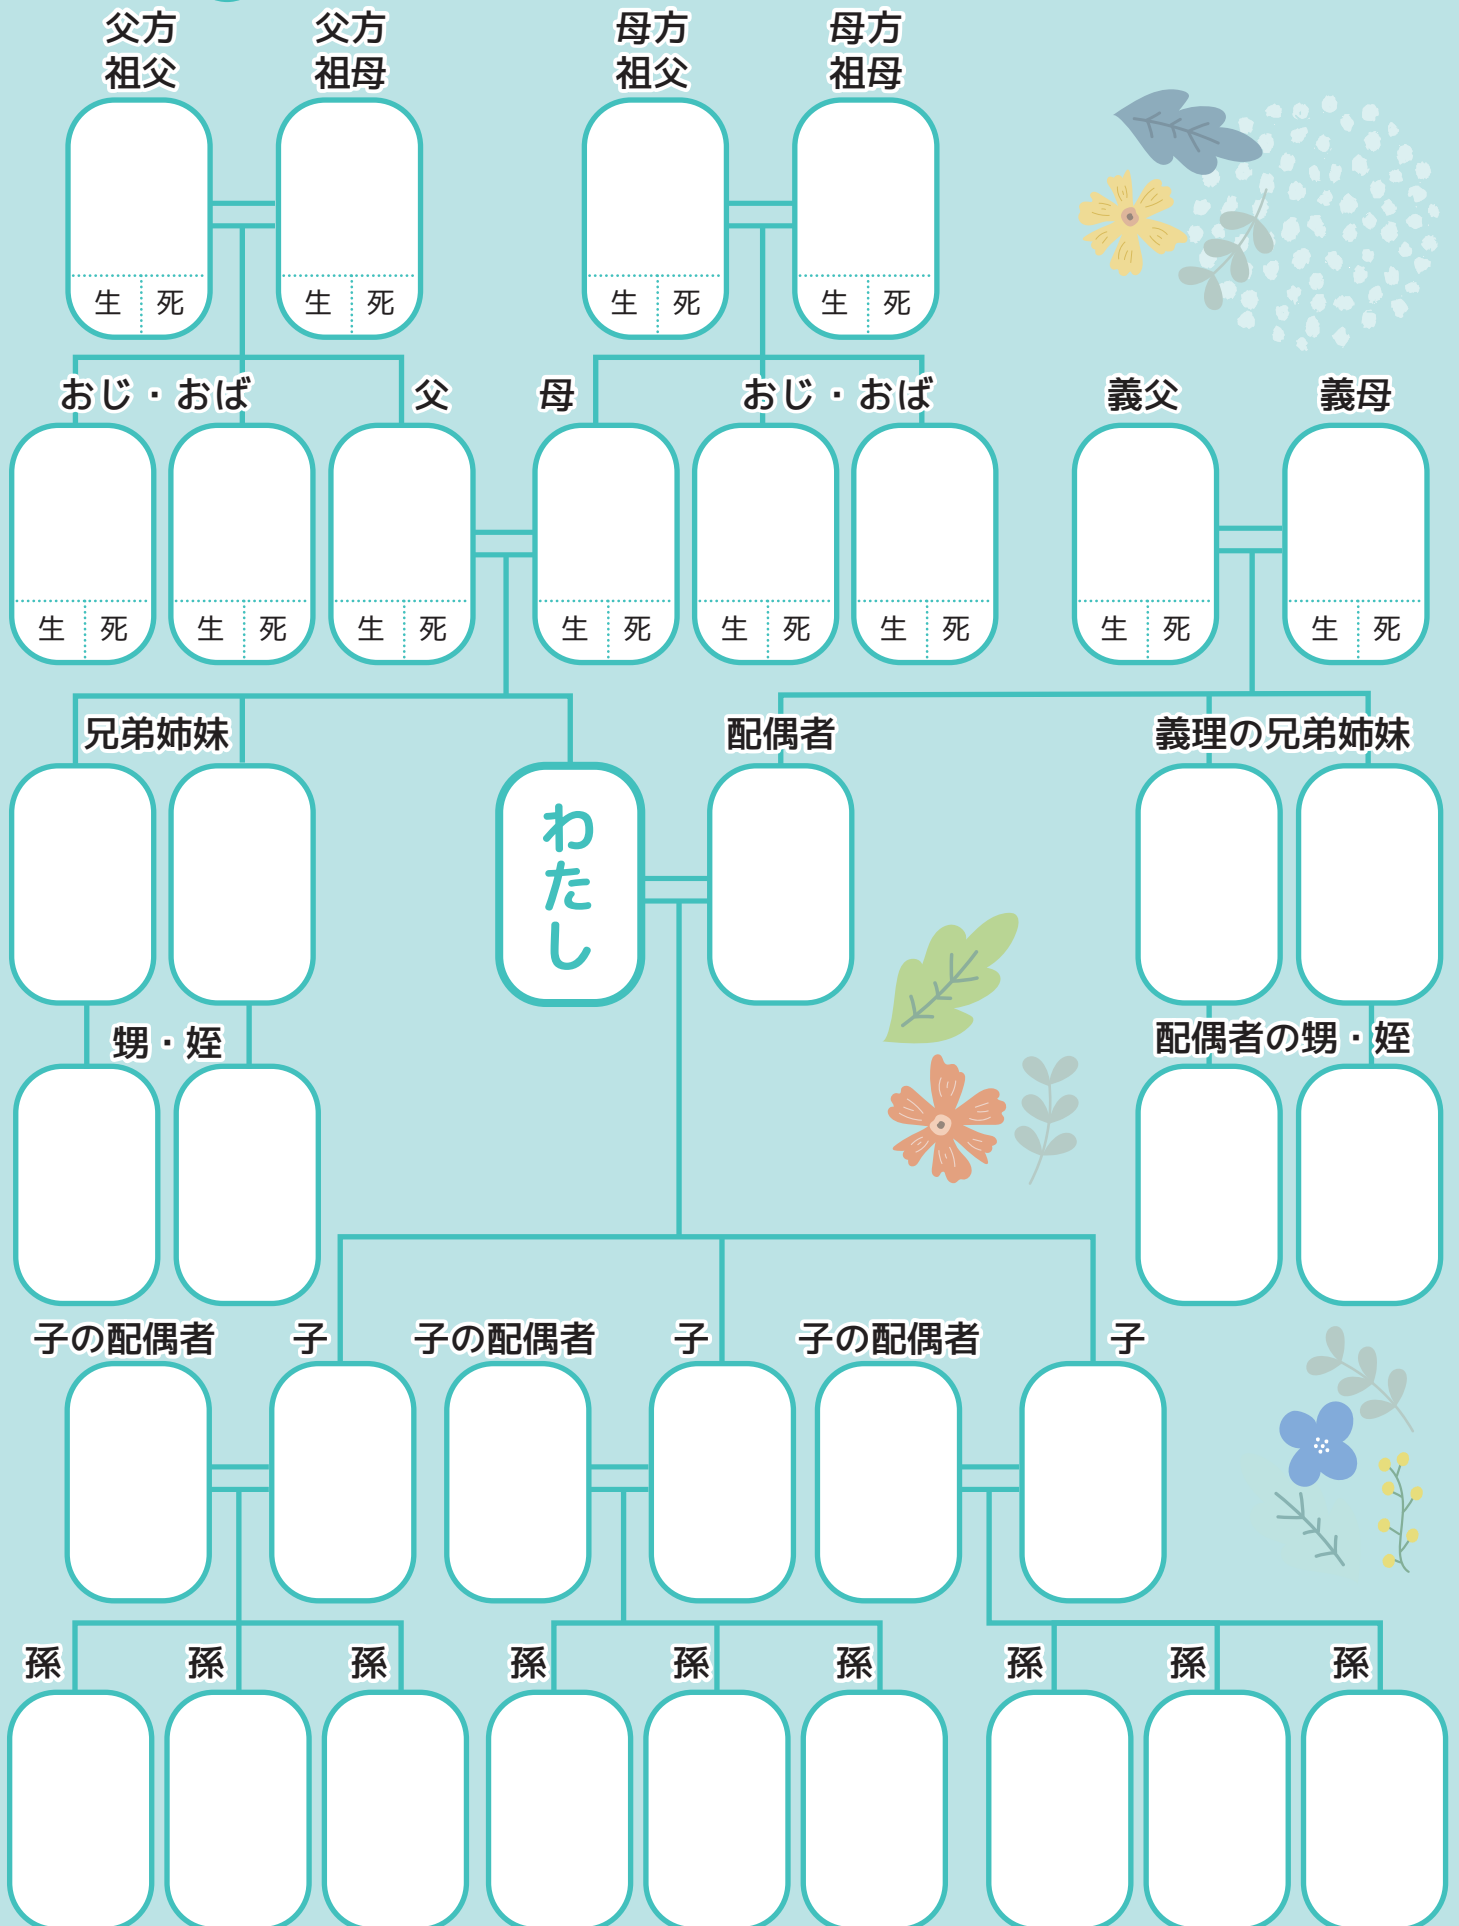 父方
祖父
父方
祖母
母方
祖父
母方
祖母
生 死
生 死
生 死
生 死
おじ・おば
父
母
おじ・おば
義父
義母
生 死
生 死
生 死
生 死
生 死
生 死
生 死
生 死
兄弟姉妹
配偶者
義理の兄弟姉妹
わたし
甥・姪
配偶者の甥・姪
子の配偶者
子
子の配偶者
子
子の配偶者
子
孫
孫
孫
孫
孫
孫
孫
孫
孫